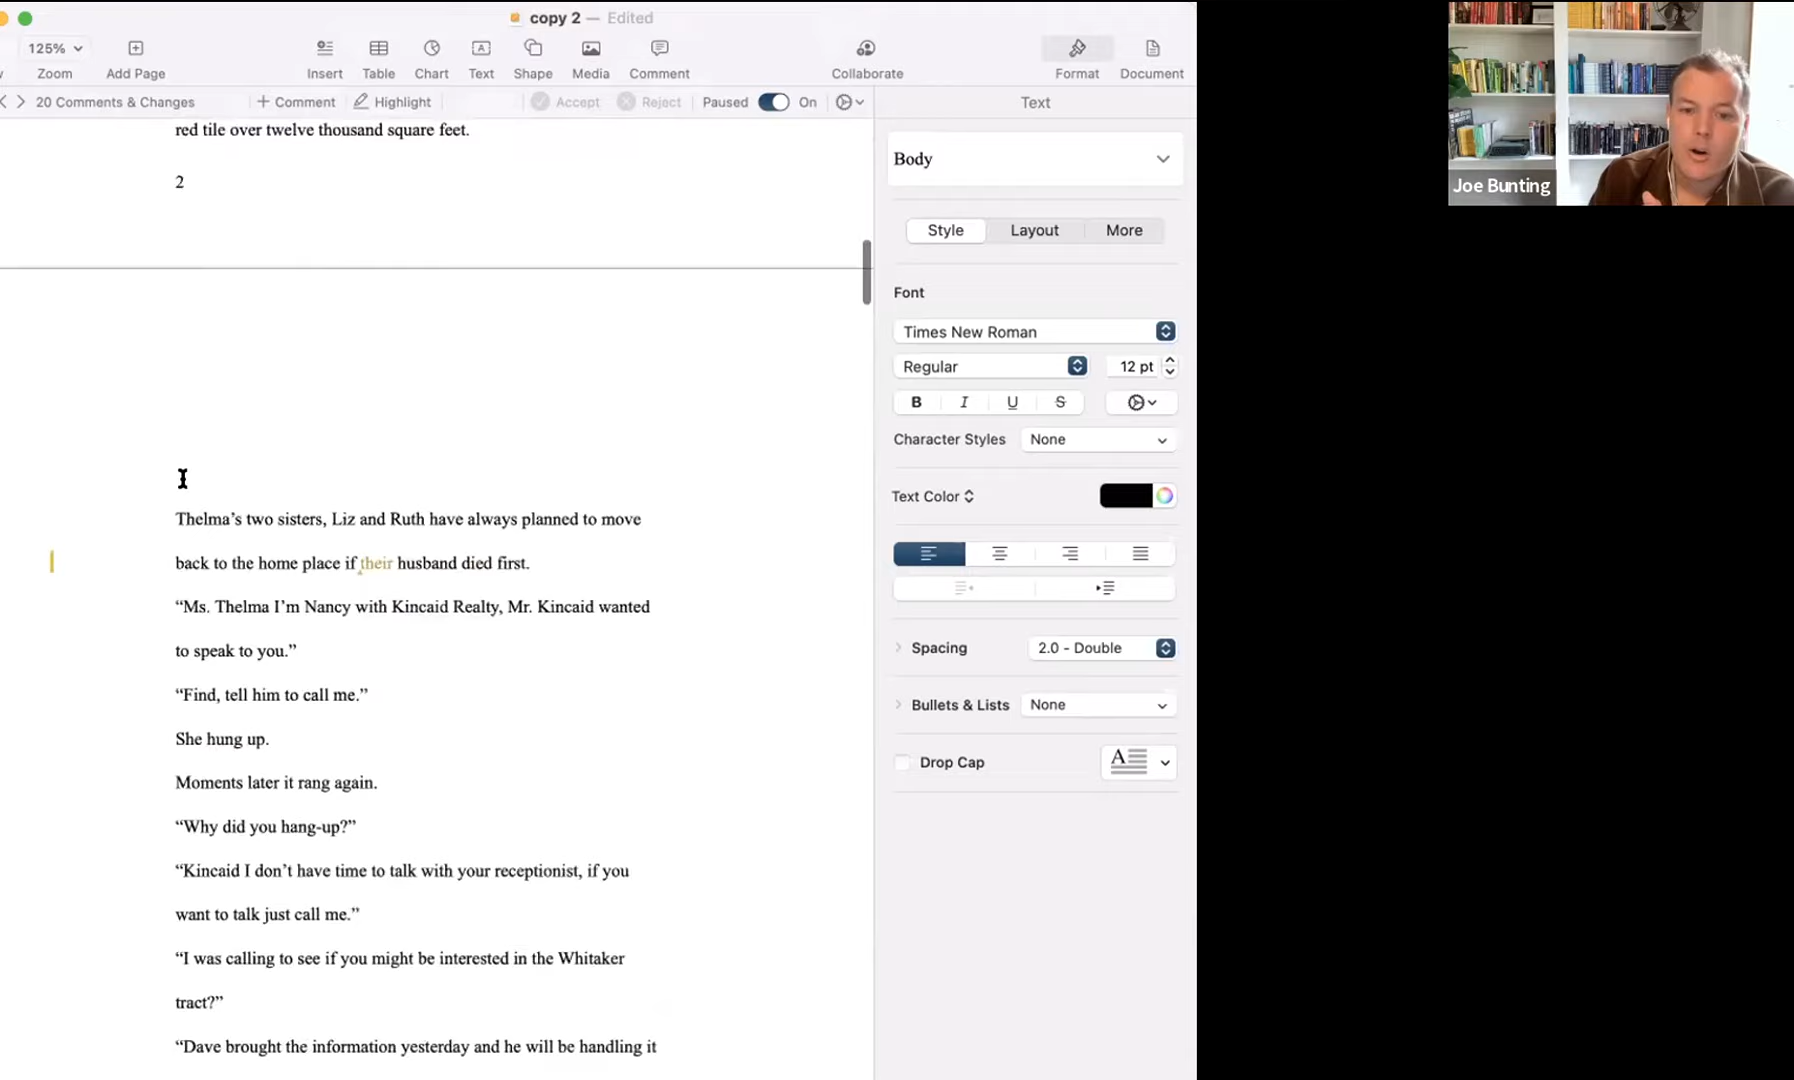 copy 2 — Edited
125%
Zoom
Add Page
Insert
Table
Chart
Text
Shape
Media
Comment
Collaborate
Format
Document
20 Comments & Changes
Comment
Highlight
Accept
Reject
Paused
On
Text
red tile over twelve thousand square feet.
2
Thelma’s two sisters, Liz and Ruth have always planned to move
back to the home place if their husband died first.
“Ms. Thelma I’m Nancy with Kincaid Realty, Mr. Kincaid wanted
to speak to you.”
“Find, tell him to call me.”
She hung up.
Moments later it rang again.
“Why did you hang-up?”
“Kincaid I don’t have time to talk with your receptionist, if you
want to talk just call me.”
“I was calling to see if you might be interested in the Whitaker
tract?”
“Dave brought the information yesterday and he will be handling it
Body
Style
Layout
More
Font
Times New Roman
Regular
12 pt
B I U S
Character Styles
None
Text Color
Spacing
2.0 - Double
Bullets & Lists
None
Drop Cap
A
Joe Bunting